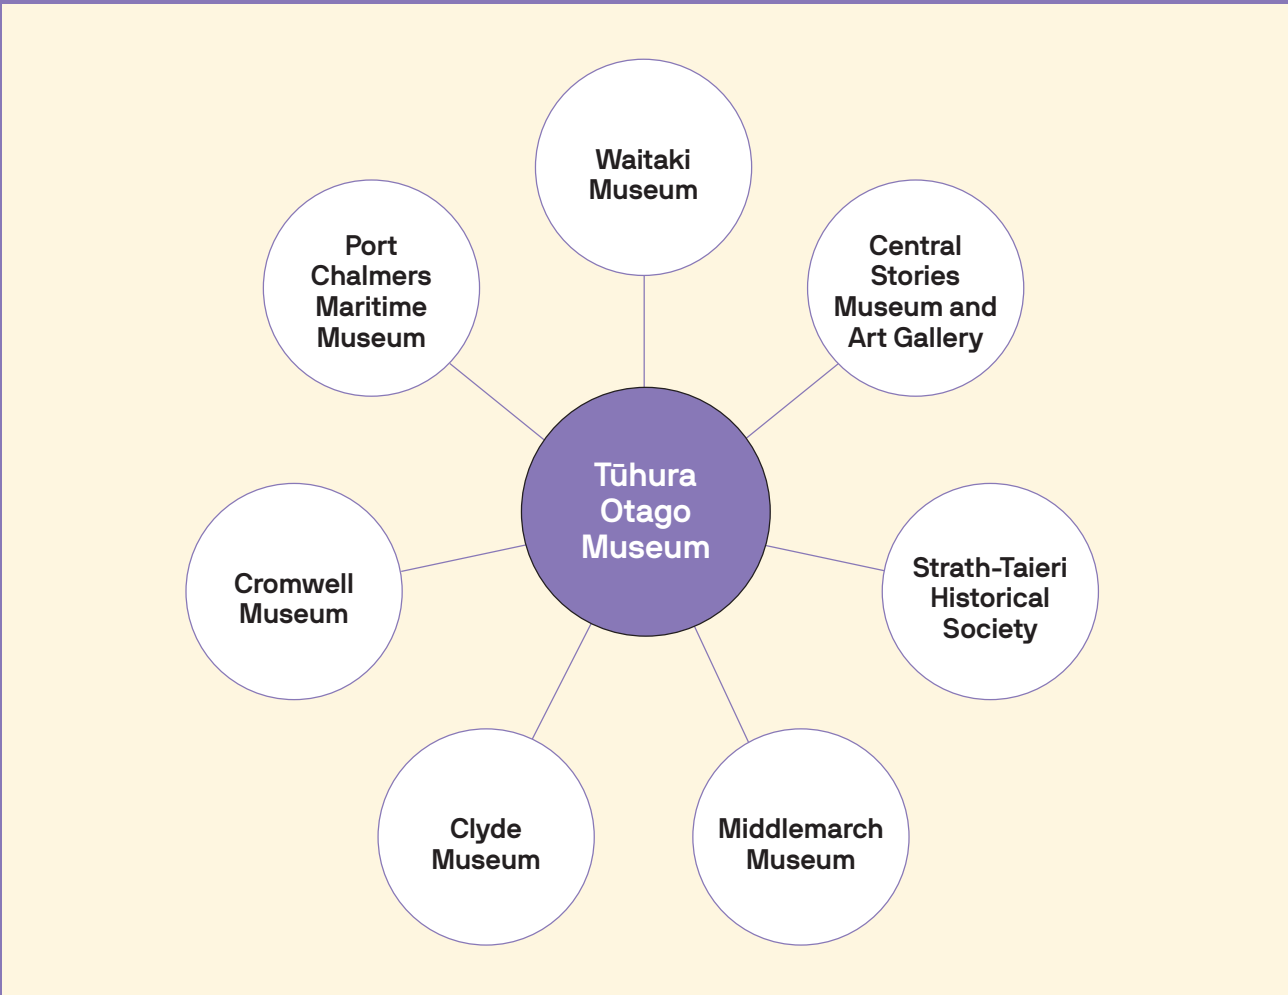 Waitaki
Museum
Port
Chalmers
Maritime
Museum
Central
Stories
Museum and
Art Gallery
Tūhura
Otago
Museum
Cromwell
Museum
Strath-Taieri
Historical
Society
Clyde
Museum
Middlemarch
Museum